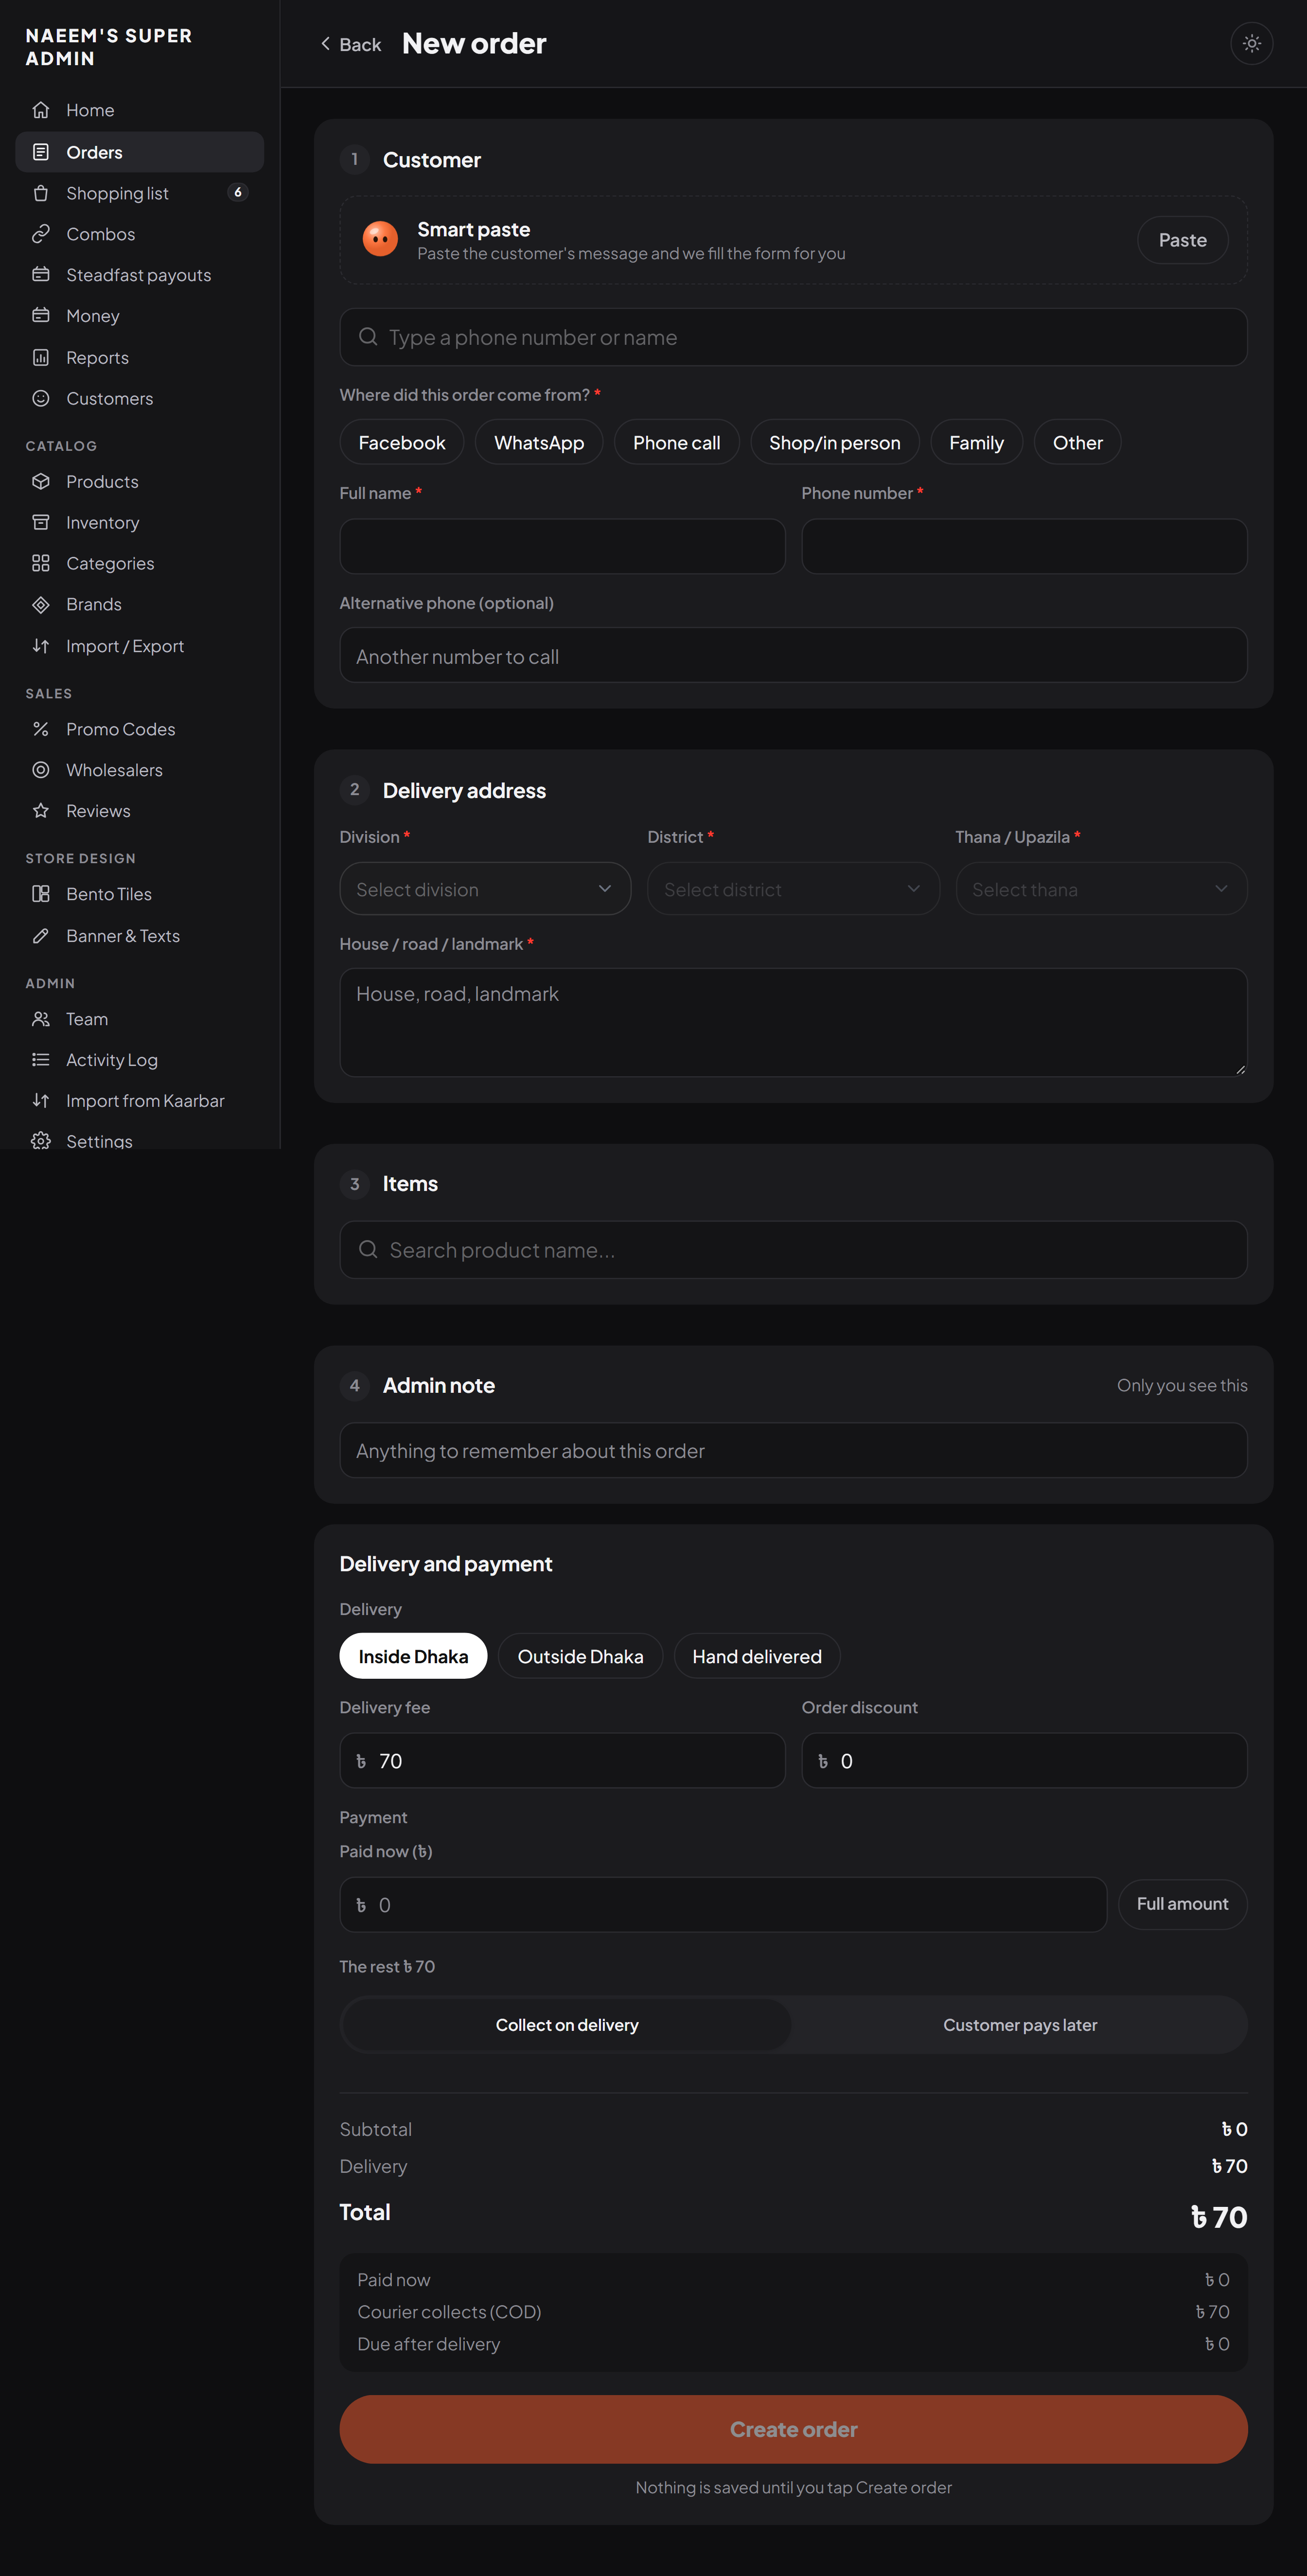 NAEEM'S SUPER
ADMIN
Home
Orders
Shopping list 6
Combos
Steadfast payouts
Money
Reports
Customers
CATALOG
Products
Inventory
Categories
Brands
Import / Export
SALES
Promo Codes
Wholesalers
Reviews
STORE DESIGN
Bento Tiles
Banner & Texts
ADMIN
Team
Activity Log
Import from Kaarbar
Settings
Back New order
1 Customer
Smart paste
Paste the customer's message and we fill the form for you
Paste
Type a phone number or name
Where did this order come from? *
Facebook WhatsApp Phone call Shop/in person Family Other
Full name * Phone number *
Alternative phone (optional)
Another number to call
2 Delivery address
Division * District * Thana / Upazila *
Select division Select district Select thana
House / road / landmark *
House, road, landmark
3 Items
Search product name...
4 Admin note Only you see this
Anything to remember about this order
Delivery and payment
Delivery
Inside Dhaka Outside Dhaka Hand delivered
Delivery fee Order discount
৳ 70 ৳ 0
Payment
Paid now (৳)
৳ 0 Full amount
The rest ৳ 70
Collect on delivery Customer pays later
Subtotal ৳ 0
Delivery ৳ 70
Total ৳ 70
Paid now ৳ 0
Courier collects (COD) ৳ 70
Due after delivery ৳ 0
Create order
Nothing is saved until you tap Create order